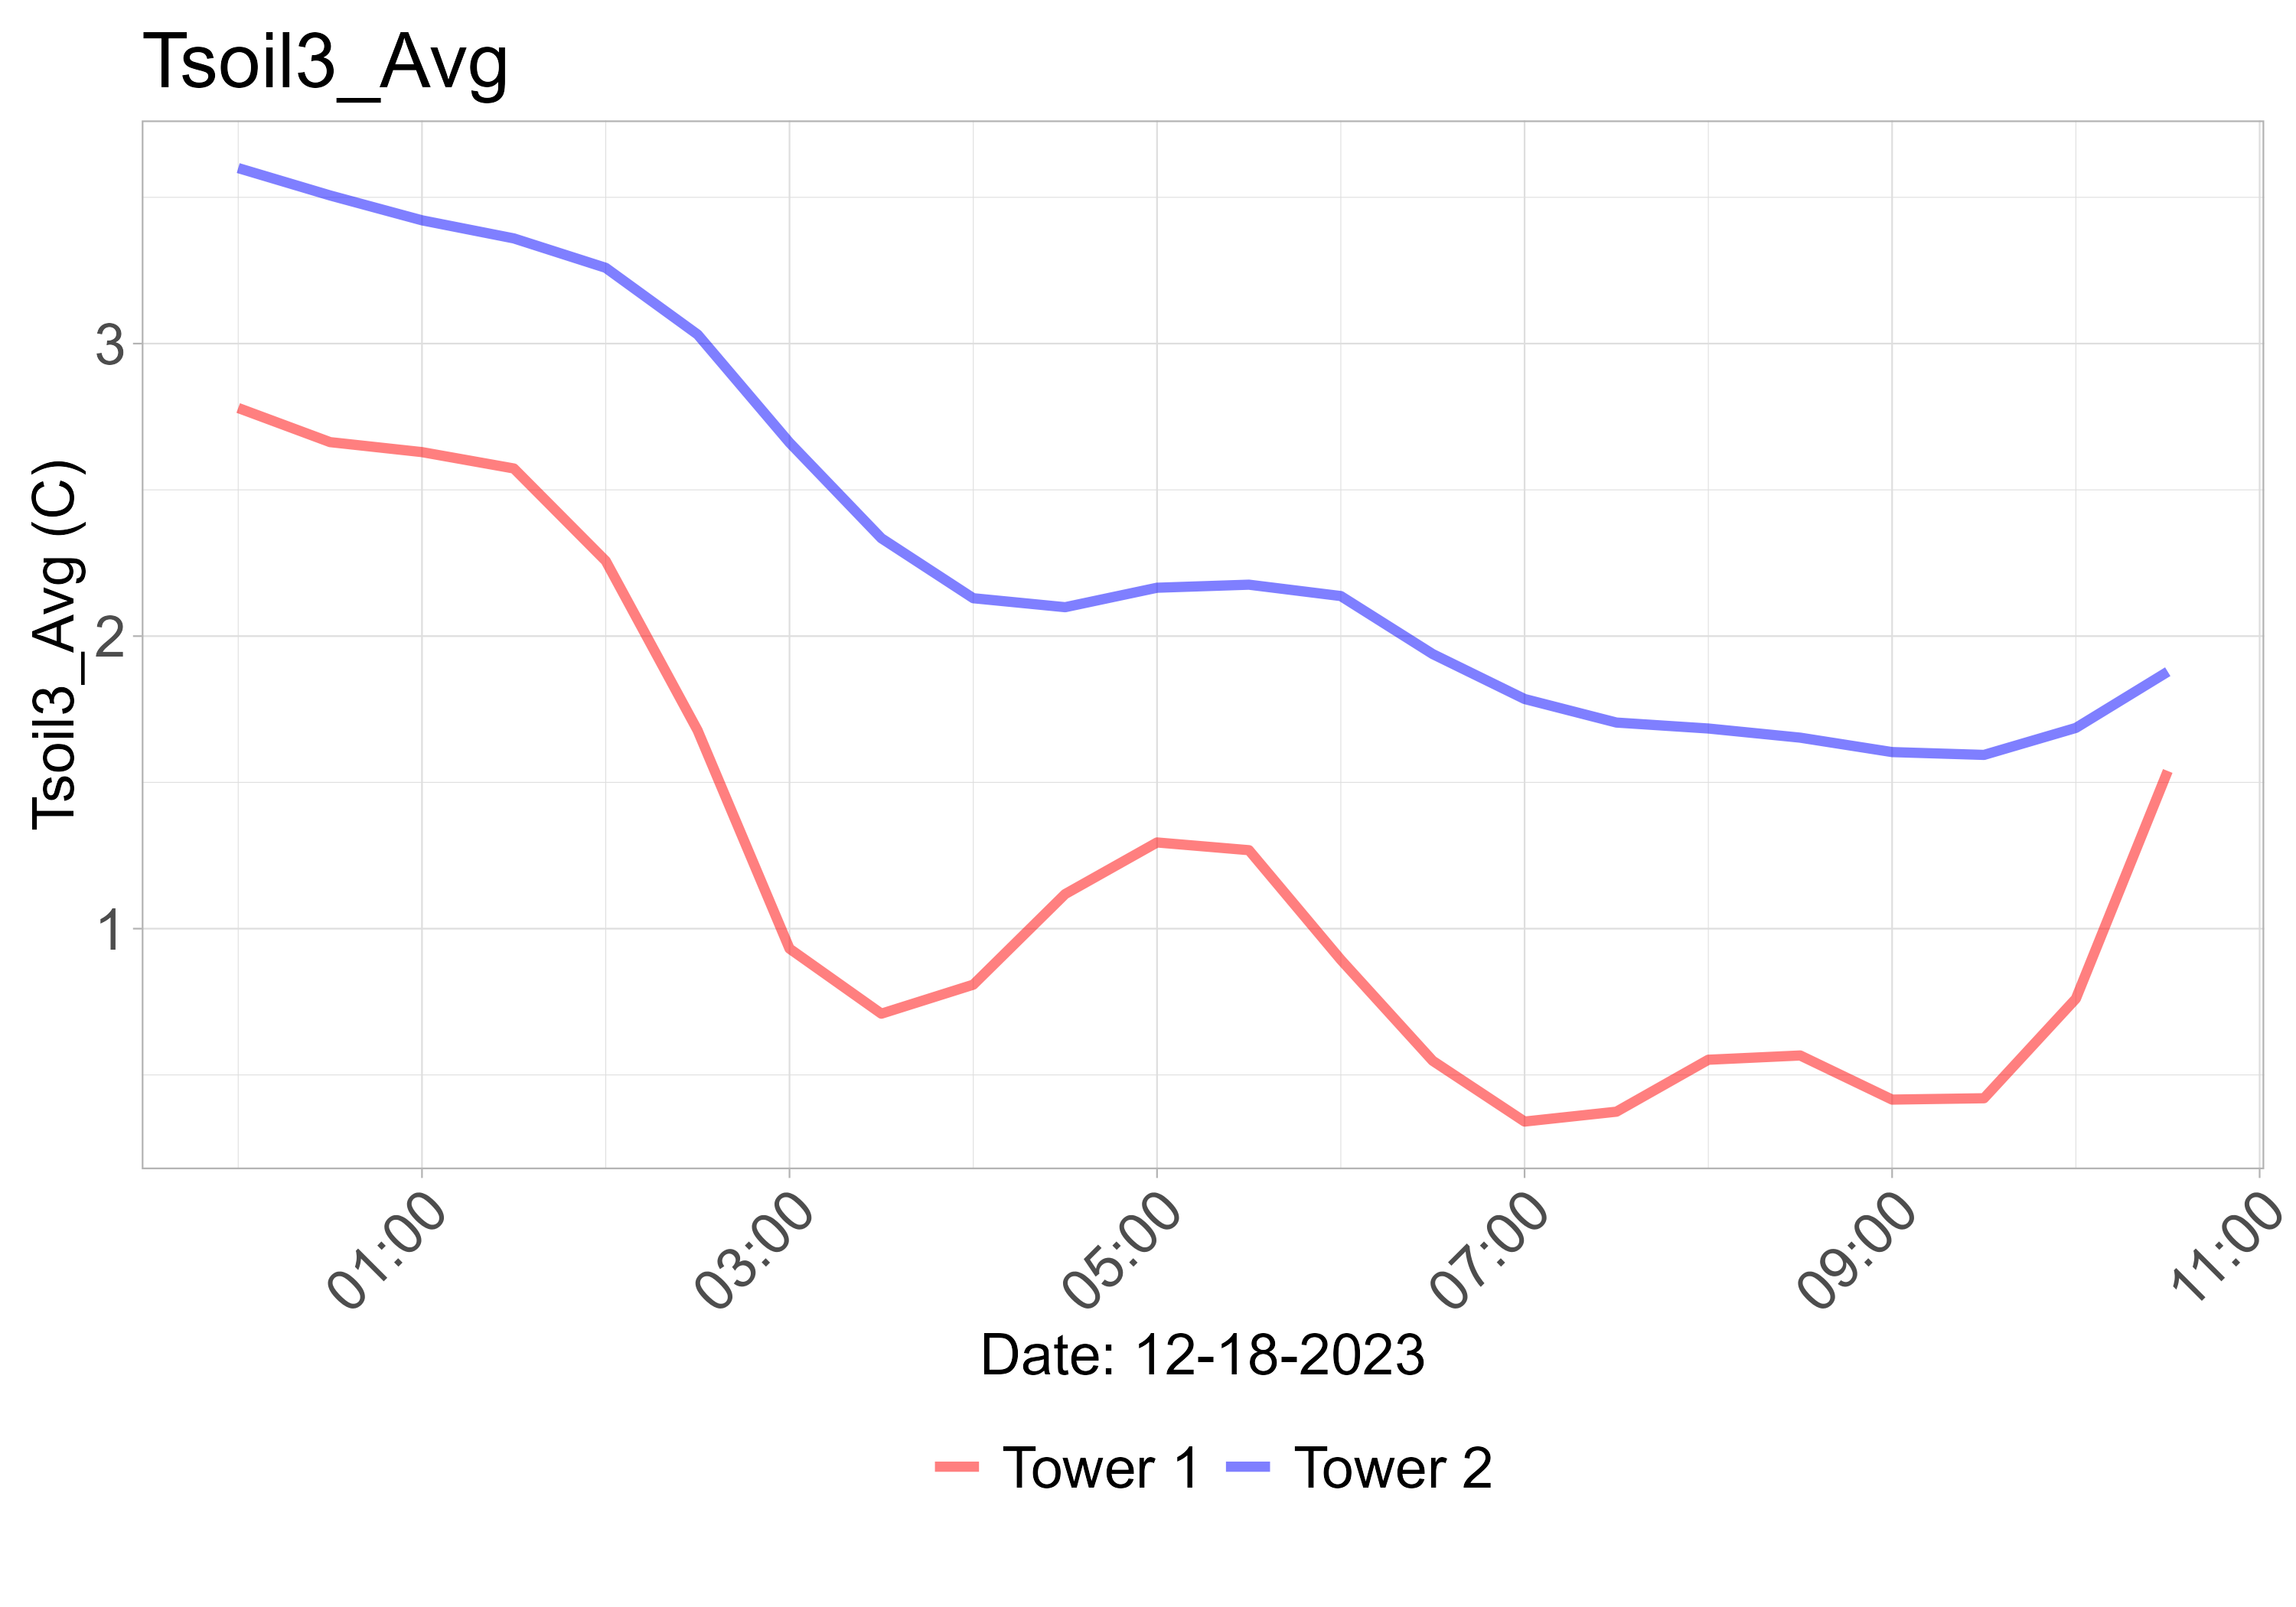 Tsoil3_Avg
Tsoil3_Avg (C)
3
2
1
01:00
03:00
05:00
07:00
09:00
11:00
Date: 12-18-2023
Tower 1
Tower 2